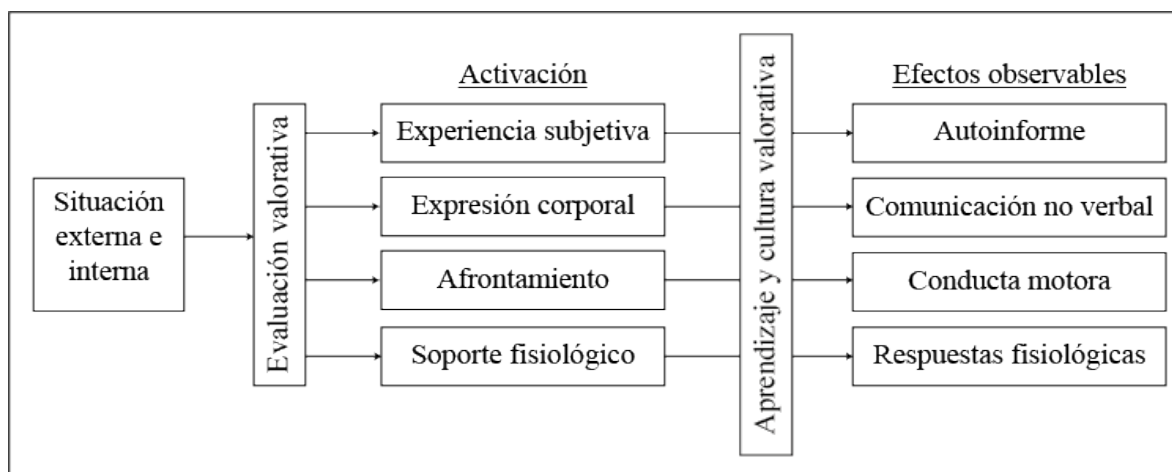 Situación
externa e
interna
Evaluación valorativa
Activación
Experiencia subjetiva
Expresión corporal
Afrontamiento
Soporte fisiológico
Aprendizaje y cultura valorativa
Efectos observables
Autoinforme
Comunicación no verbal
Conducta motora
Respuestas fisiológicas